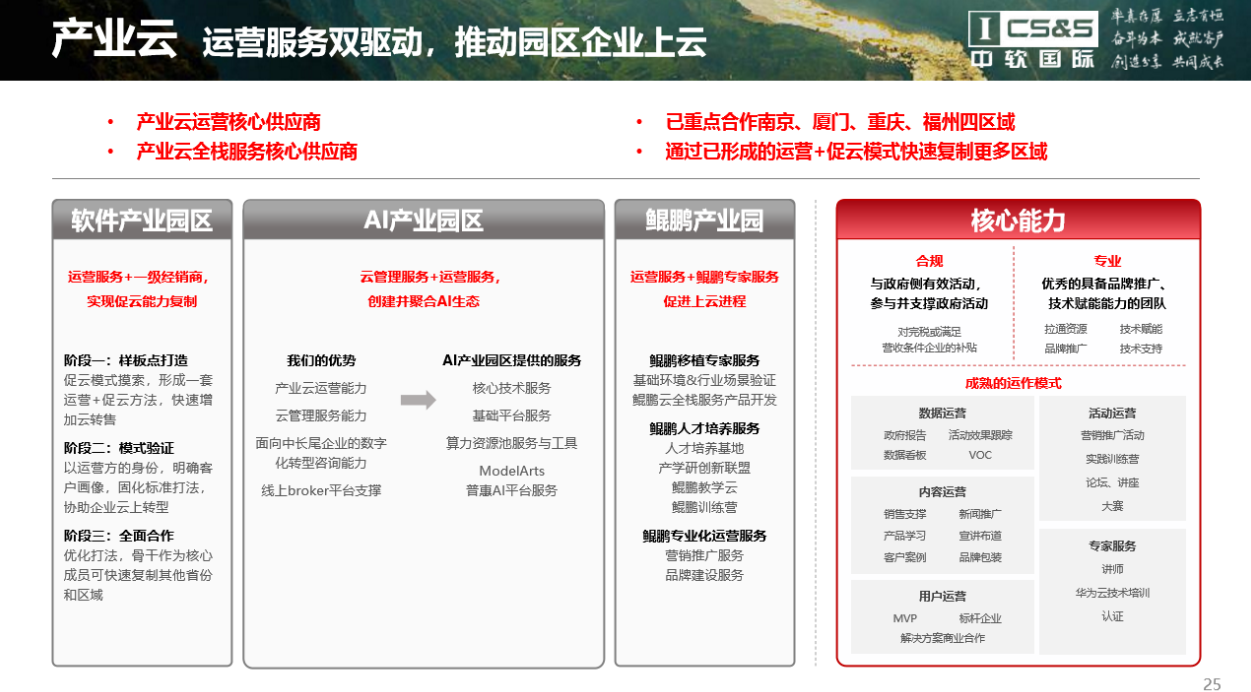 产业云 运营服务双驱动，推动园区企业上云
I CS&S
中软国际
率真存厚 立志有恒
奋斗为本 成就客户
创造分享 共同成长
• 产业云运营核心供应商
• 产业云全栈服务核心供应商
• 已重点合作南京、厦门、重庆、福州四区域
• 通过已形成的运营+促云模式快速复制更多区域
软件产业园区
运营服务+一级经销商，
实现促云能力复制
阶段一：样板点打造
促云模式摸索，形成一套
运营+促云方法，快速增
加云转售
阶段二：模式验证
以运营方的身份，明确客
户画像，固化标准打法，
协助企业云上转型
阶段三：全面合作
优化打法，骨干作为核心
成员可快速复制其他省份
和区域
AI产业园区
云管理服务+运营服务，
创建并聚合AI生态
我们的优势
产业云运营能力
云管理服务能力
面向中长尾企业的数字
化转型咨询能力
线上broker平台支撑
AI产业园区提供的服务
核心技术服务
基础平台服务
算力资源池服务与工具
ModelArts
普惠AI平台服务
鲲鹏产业园
运营服务+鲲鹏专家服务
促进上云进程
鲲鹏移植专家服务
基础环境&行业场景验证
鲲鹏云全栈服务产品开发
鲲鹏人才培养服务
人才培养基地
产学研创新联盟
鲲鹏教学云
鲲鹏训练营
鲲鹏专业化运营服务
营销推广服务
品牌建设服务
核心能力
合规
与政府侧有效活动，
参与并支撑政府活动
对完税或满足
营收条件企业的补贴
专业
优秀的具备品牌推广、
技术赋能能力的团队
拉通资源 技术赋能
品牌推广 技术支持
成熟的运作模式
数据运营
政府报告 活动效果跟踪
数据看板 VOC
内容运营
销售支撑 新闻推广
产品学习 宣讲布道
客户案例 品牌包装
用户运营
MVP 标杆企业
解决方案商业合作
活动运营
营销推广活动
实践训练营
论坛、讲座
大赛
专家服务
讲师
华为云技术培训
认证
25